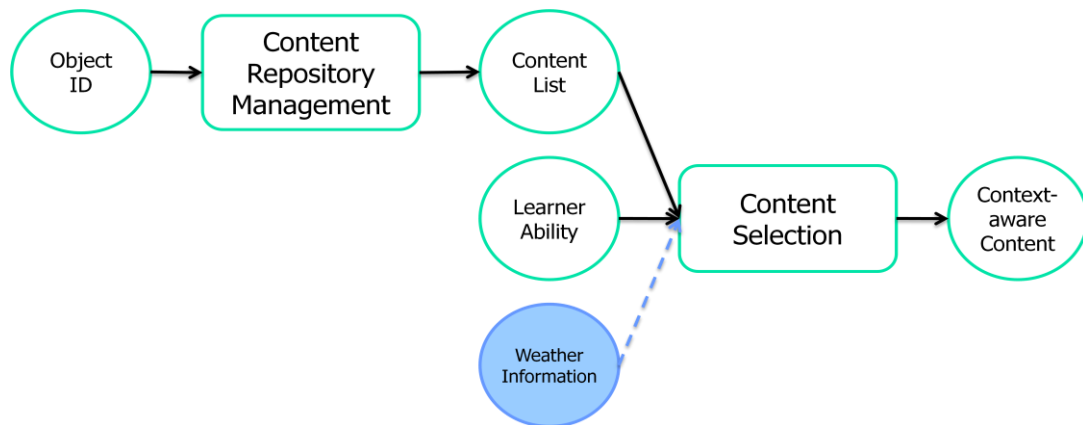 Object
ID
Content
Repository
Management
Content
List
Learner
Ability
Content
Selection
Context-
aware
Content
Weather
Information